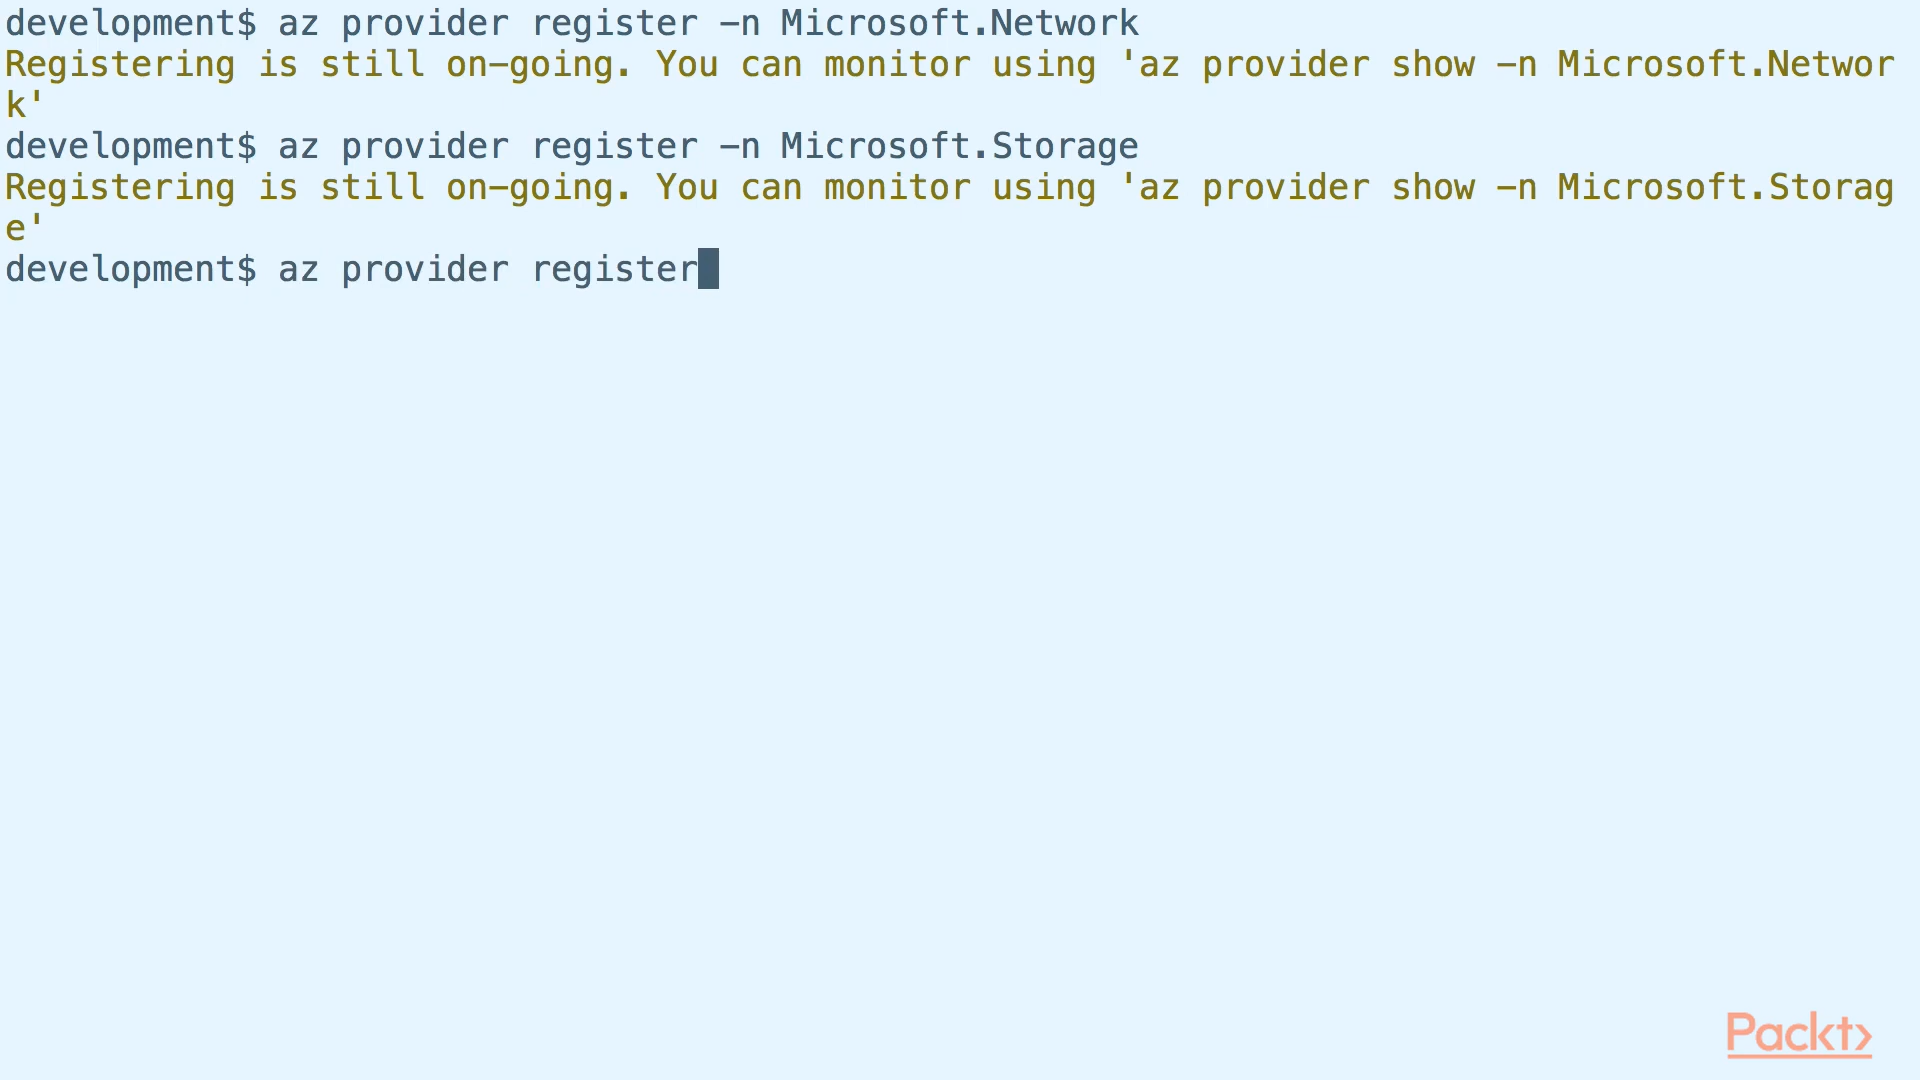 development$ az provider register -n Microsoft.Network
Registering is still on-going. You can monitor using 'az provider show -n Microsoft.Networ
k'
development$ az provider register -n Microsoft.Storage
Registering is still on-going. You can monitor using 'az provider show -n Microsoft.Storag
e'
development$ az provider register
Packt>